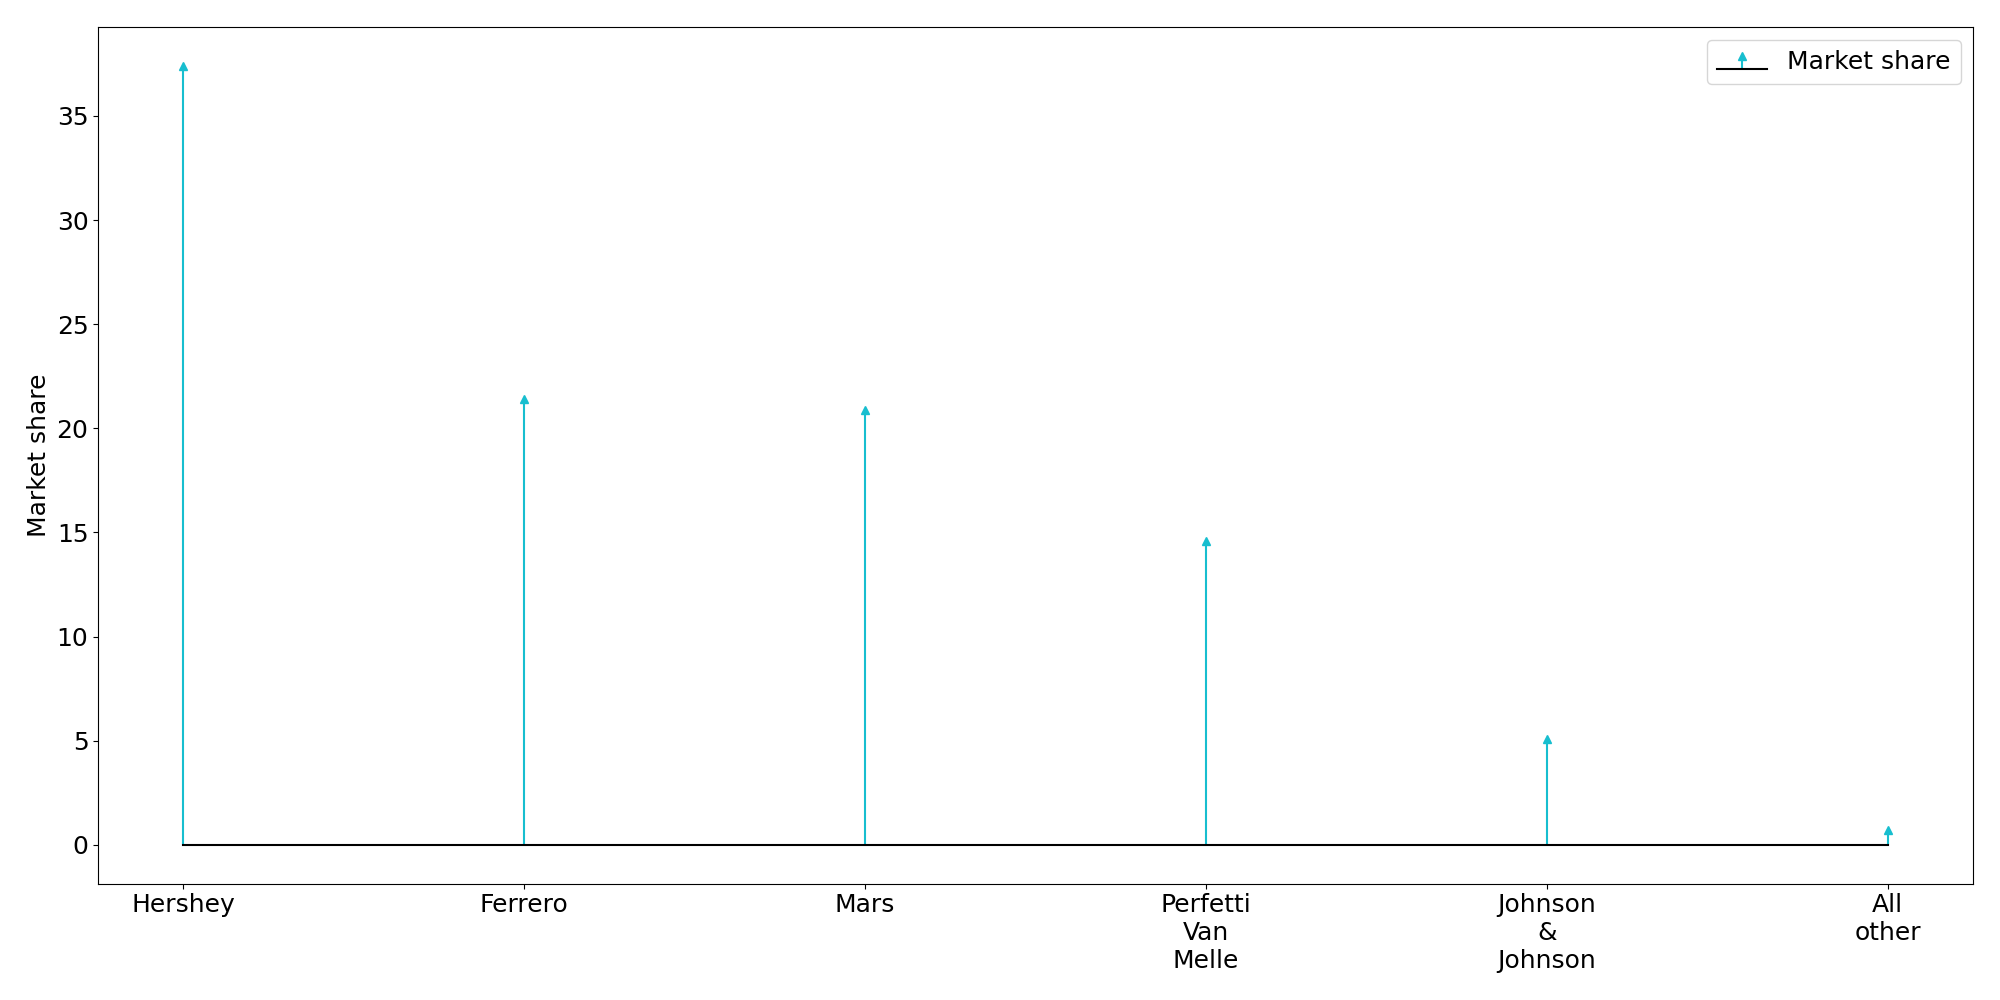 Market share
35
30
25
20
15
10
5
0
Market share
Hershey
Ferrero
Mars
Perfetti
Van
Melle
Johnson
&
Johnson
All
other